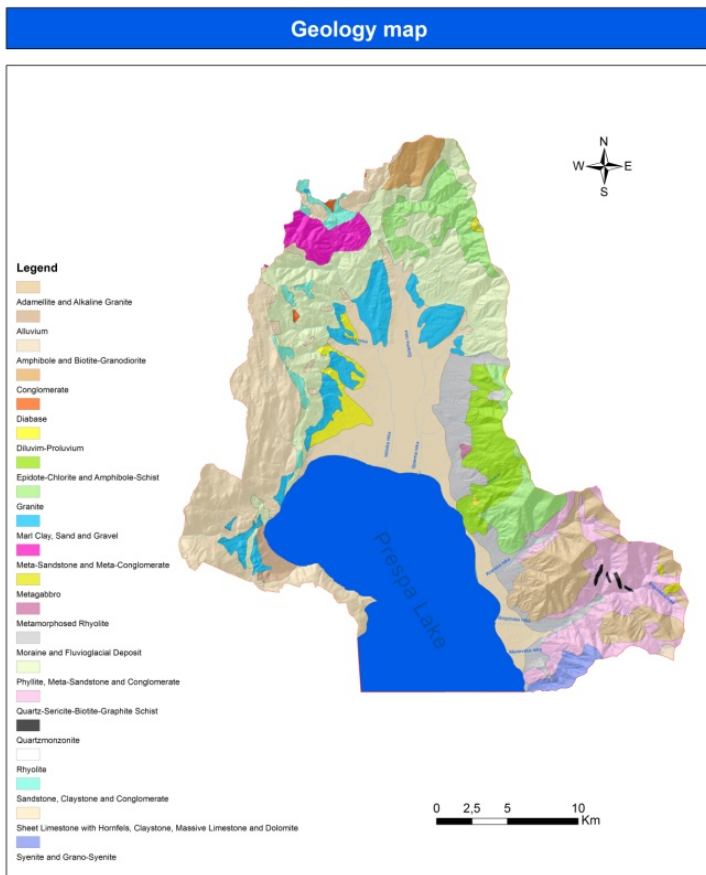 Geology map
N
W E
S
Legend
Adamellite and Alkaline Granite
Alluvium
Amphibole and Biotite-Granodiorite
Conglomerate
Diabase
Diluvim-Proluvium
Epidote-Chlorite and Amphibole-Schist
Granite
Marl Clay, Sand and Gravel
Meta-Sandstone and Meta-Conglomerate
Metagabbro
Metamorphosed Rhyolite
Moraine and Fluvioglacial Deposit
Phyllite, Meta-Sandstone and Conglomerate
Quartz-Sericite-Biotite-Graphite Schist
Quartzmonzonite
Rhyolite
Sandstone, Claystone and Conglomerate
Sheet Limestone with Hornfels, Claystone, Massive Limestone and Dolomite
Syenite and Grano-Syenite
Prespa Lake
0 2,5 5 10
Km